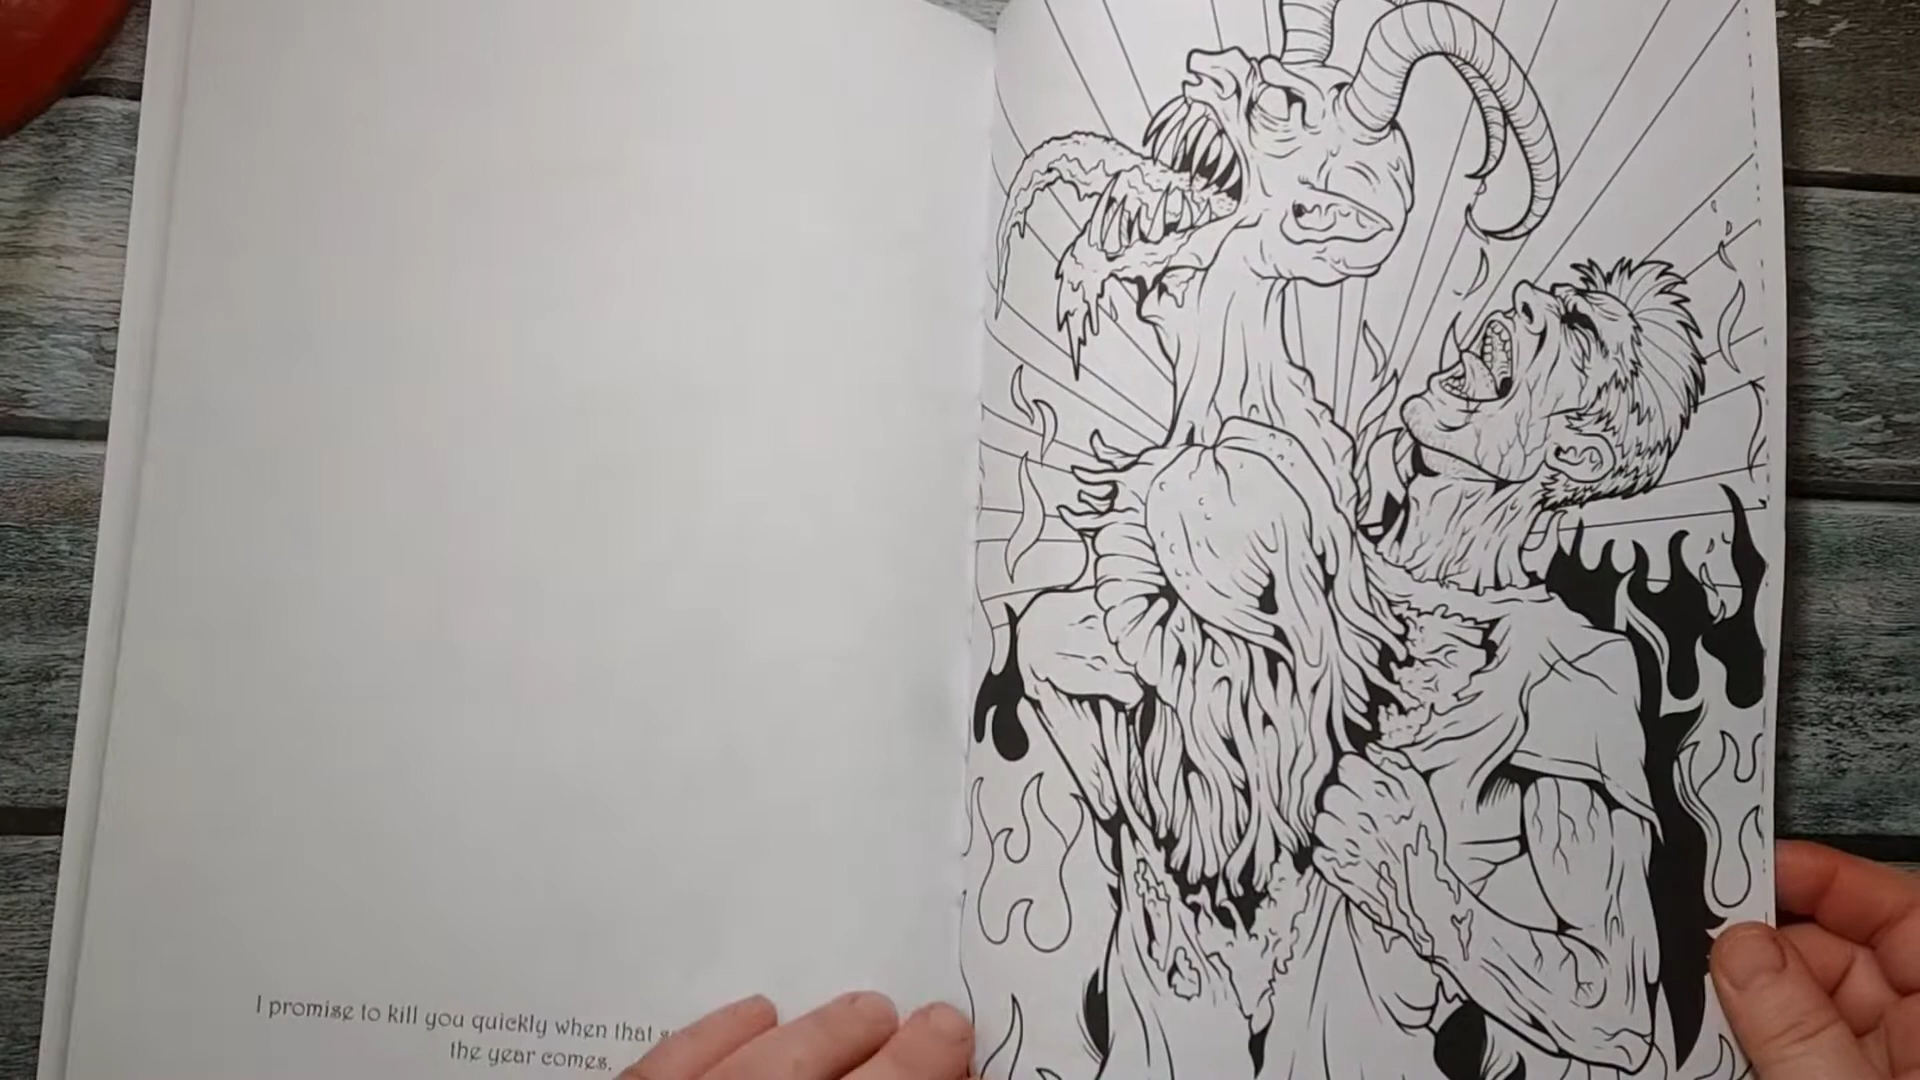 I promise to kill you quickly when that
the year comes.